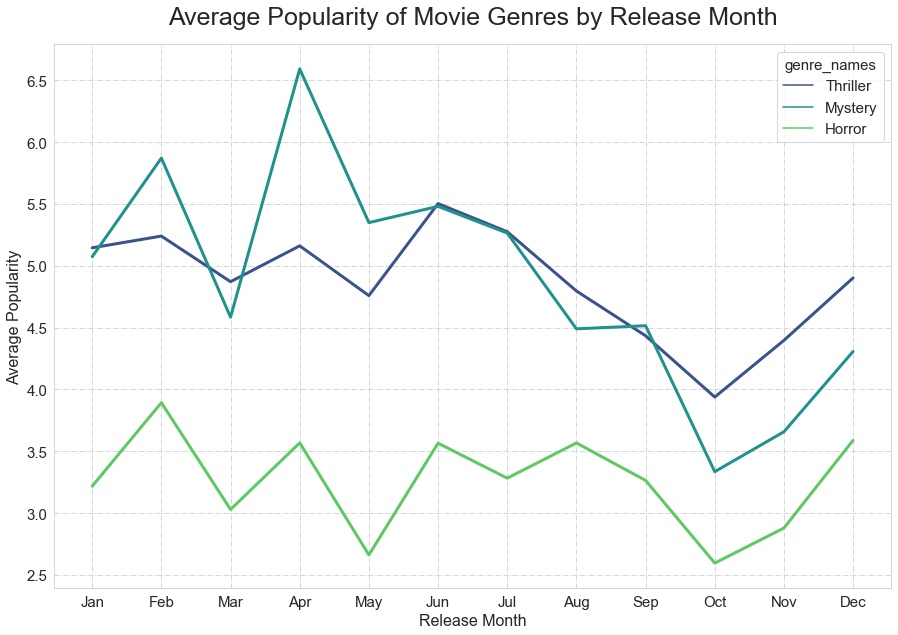 Average Popularity of Movie Genres by Release Month
genre_names
Thriller
Mystery
Horror
Average Popularity
6.5
6.0
5.5
5.0
4.5
4.0
3.5
3.0
2.5
Jan Feb Mar Apr May Jun Jul Aug Sep Oct Nov Dec
Release Month